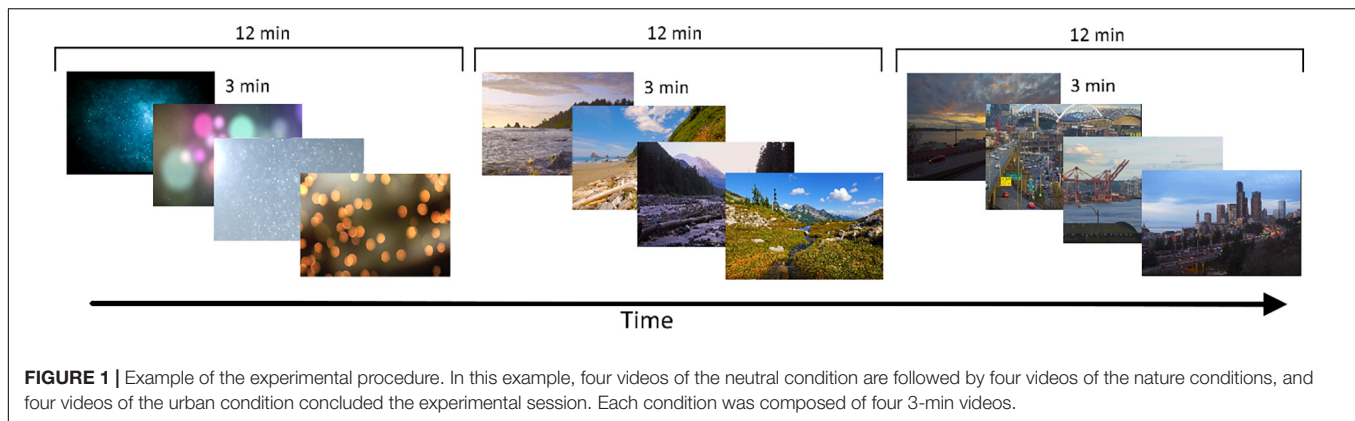 12 min 12 min 12 min
3 min 3 min 3 min
Time
FIGURE 1 | Example of the experimental procedure. In this example, four videos of the neutral condition are followed by four videos of the nature conditions, and
four videos of the urban condition concluded the experimental session. Each condition was composed of four 3-min videos.